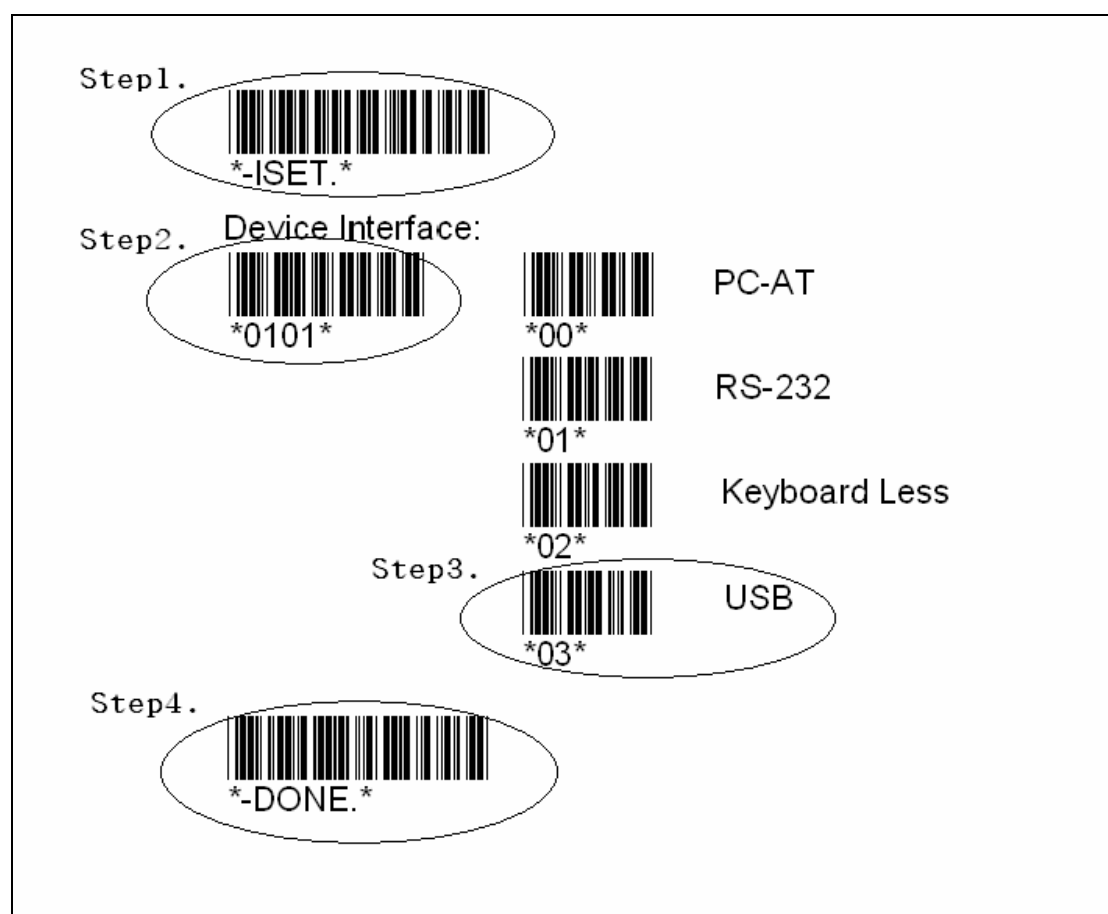 Step1.
*-ISET.*
Device Interface:
Step2.
*0101*
PC-AT
*00*
RS-232
*01*
Keyboard Less
*02*
Step3.
USB
*03*
Step4.
*-DONE.*